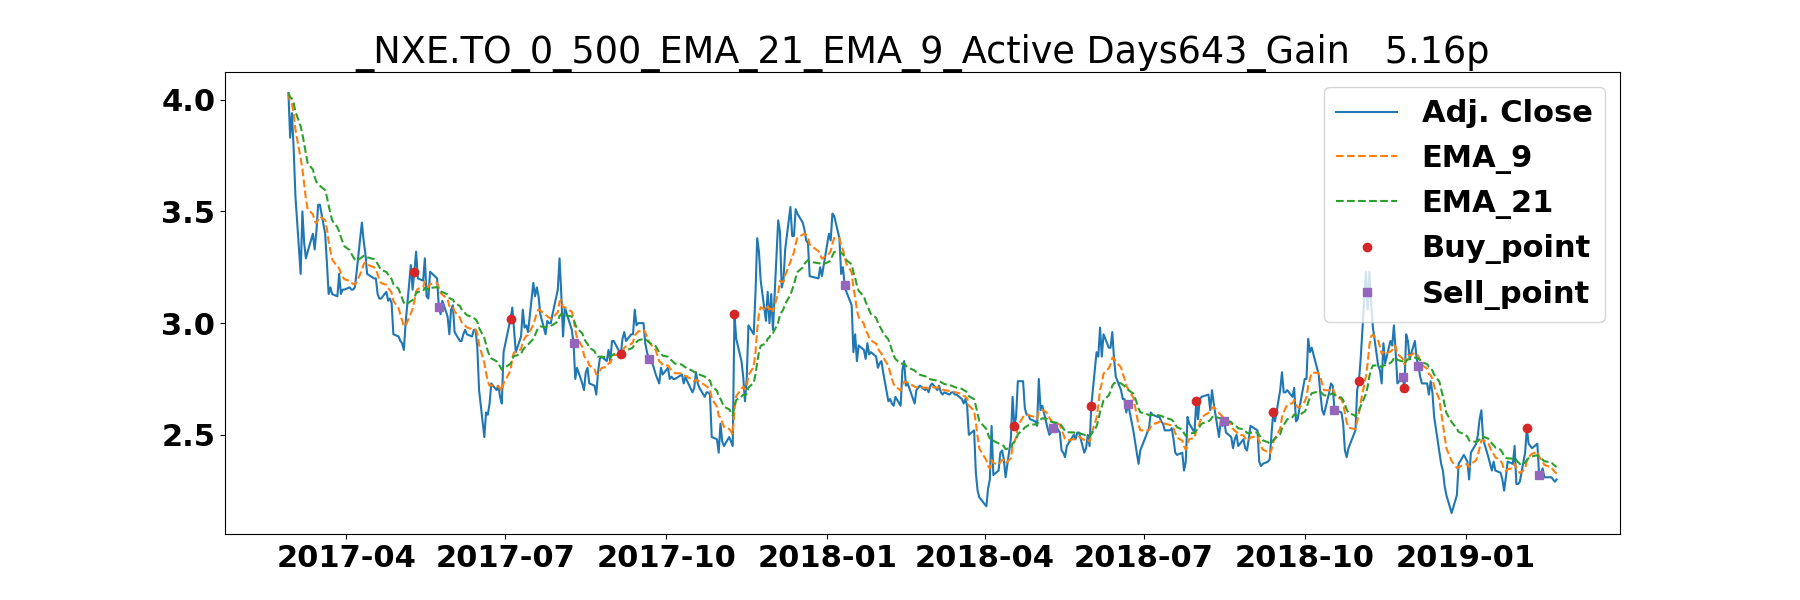 _NXE.TO_0_500_EMA_21_EMA_9_Active Days643_Gain   5.16p
4.0
3.5
3.0
2.5
Adj. Close
EMA_9
EMA_21
Buy_point
Sell_point
2017-04 2017-07 2017-10 2018-01 2018-04 2018-07 2018-10 2019-01